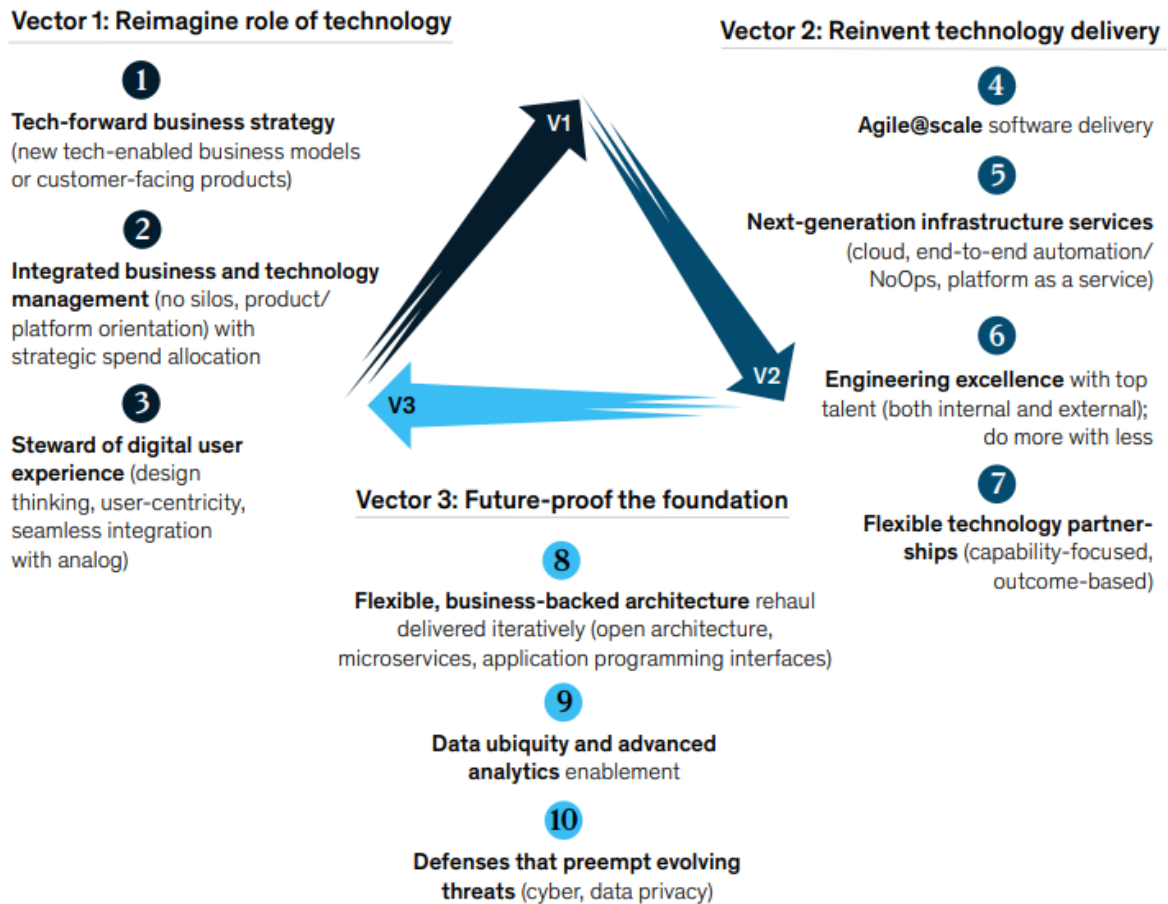 Vector 1: Reimagine role of technology
1
Tech-forward business strategy
(new tech-enabled business models
or customer-facing products)
2
Integrated business and technology
management (no silos, product/
platform orientation) with
strategic spend allocation
3
Steward of digital user
experience (design
thinking, user-centricity,
seamless integration
with analog)
V1
V2
V3
Vector 2: Reinvent technology delivery
4
Agile@scale software delivery
5
Next-generation infrastructure services
(cloud, end-to-end automation/
NoOps, platform as a service)
6
Engineering excellence with top
talent (both internal and external);
do more with less
7
Flexible technology partner-
ships (capability-focused,
outcome-based)
Vector 3: Future-proof the foundation
8
Flexible, business-backed architecture rehaul
delivered iteratively (open architecture,
microservices, application programming interfaces)
9
Data ubiquity and advanced
analytics enablement
10
Defenses that preempt evolving
threats (cyber, data privacy)